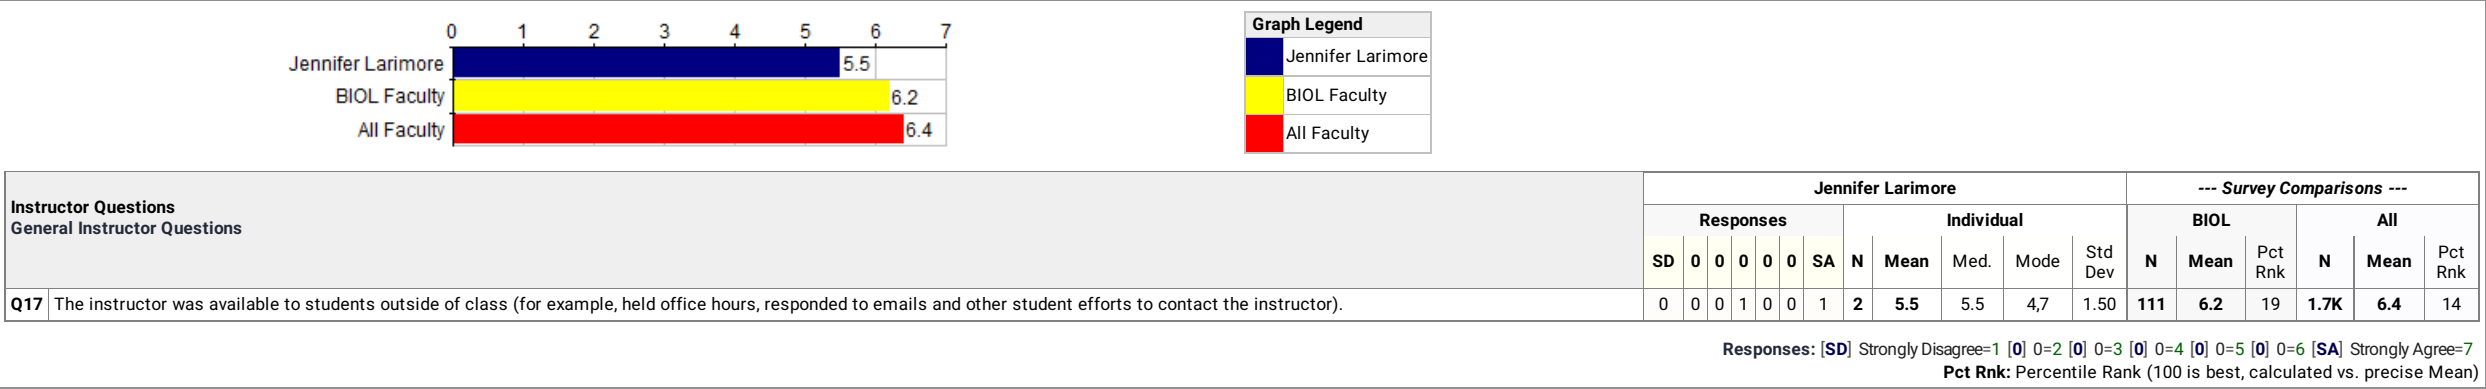 0 1 2 3 4 5 6 7
Jennifer Larimore 5.5
BIOL Faculty 6.2
All Faculty 6.4
Graph Legend
Jennifer Larimore
BIOL Faculty
All Faculty
Instructor Questions
General Instructor Questions
Jennifer Larimore --- Survey Comparisons ---
Responses Individual BIOL All
SD 0 0 0 0 0 SA N Mean Med. Mode Std Dev N Mean Pct Rnk N Mean Pct Rnk
Q17 The instructor was available to students outside of class (for example, held office hours, responded to emails and other student efforts to contact the instructor). 0 0 0 1 0 0 1 2 5.5 5.5 4,7 1.50 111 6.2 19 1.7K 6.4 14
Responses: [SD] Strongly Disagree=1 [0] 0=2 [0] 0=3 [0] 0=4 [0] 0=5 [0] 0=6 [SA] Strongly Agree=7
Pct Rnk: Percentile Rank (100 is best, calculated vs. precise Mean)